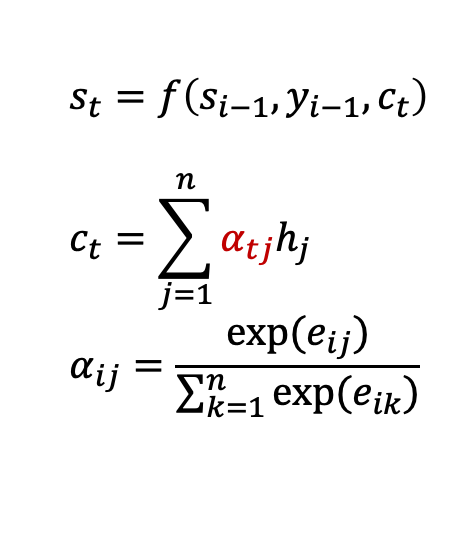 s_t = f(s_{i−1}, y_{i−1}, c_t)
c_t = \sum_{j=1}^{n} α_{tj} h_j
α_{ij} = \frac{exp(e_{ij})}{\sum_{k=1}^{n} exp(e_{ik})}